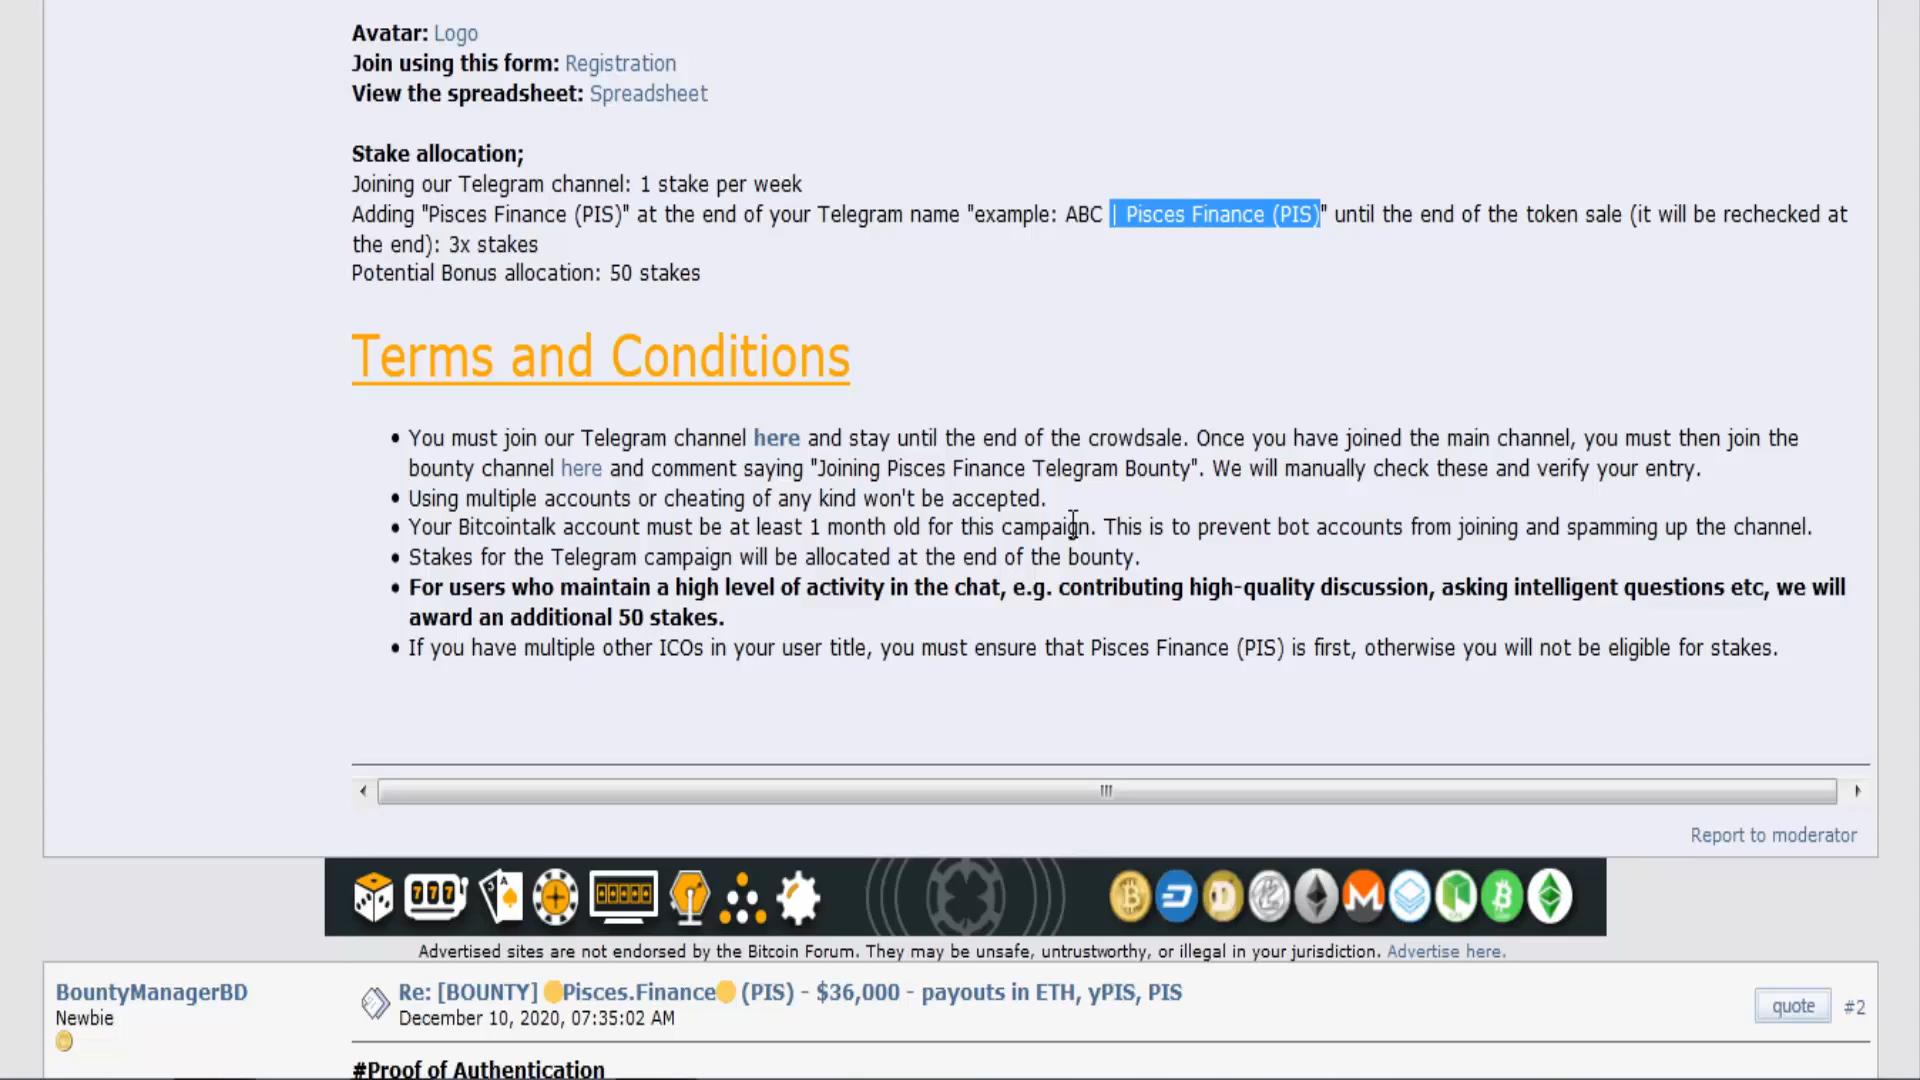 Avatar: Logo
Join using this form: Registration
View the spreadsheet: Spreadsheet
Stake allocation;
Joining our Telegram channel: 1 stake per week
Adding "Pisces Finance (PIS)" at the end of your Telegram name "example: ABC | Pisces Finance (PIS)" until the end of the token sale (it will be rechecked at
the end): 3x stakes
Potential Bonus allocation: 50 stakes
Terms and Conditions
You must join our Telegram channel here and stay until the end of the crowdsale. Once you have joined the main channel, you must then join the
bounty channel here and comment saying "Joining Pisces Finance Telegram Bounty". We will manually check these and verify your entry.
Using multiple accounts or cheating of any kind won't be accepted.
Your Bitcointalk account must be at least 1 month old for this campaign. This is to prevent bot accounts from joining and spamming up the channel.
Stakes for the Telegram campaign will be allocated at the end of the bounty.
For users who maintain a high level of activity in the chat, e.g. contributing high-quality discussion, asking intelligent questions etc, we will
award an additional 50 stakes.
If you have multiple other ICOs in your user title, you must ensure that Pisces Finance (PIS) is first, otherwise you will not be eligible for stakes.
Report to moderator
777
A
Advertised sites are not endorsed by the Bitcoin Forum. They may be unsafe, untrustworthy, or illegal in your jurisdiction. Advertise here.
BountyManagerBD
Newbie
Re: [BOUNTY] Pisces.Finance (PIS) - $36,000 - payouts in ETH, yPIS, PIS
December 10, 2020, 07:35:02 AM
quote #2
#Proof of Authentication